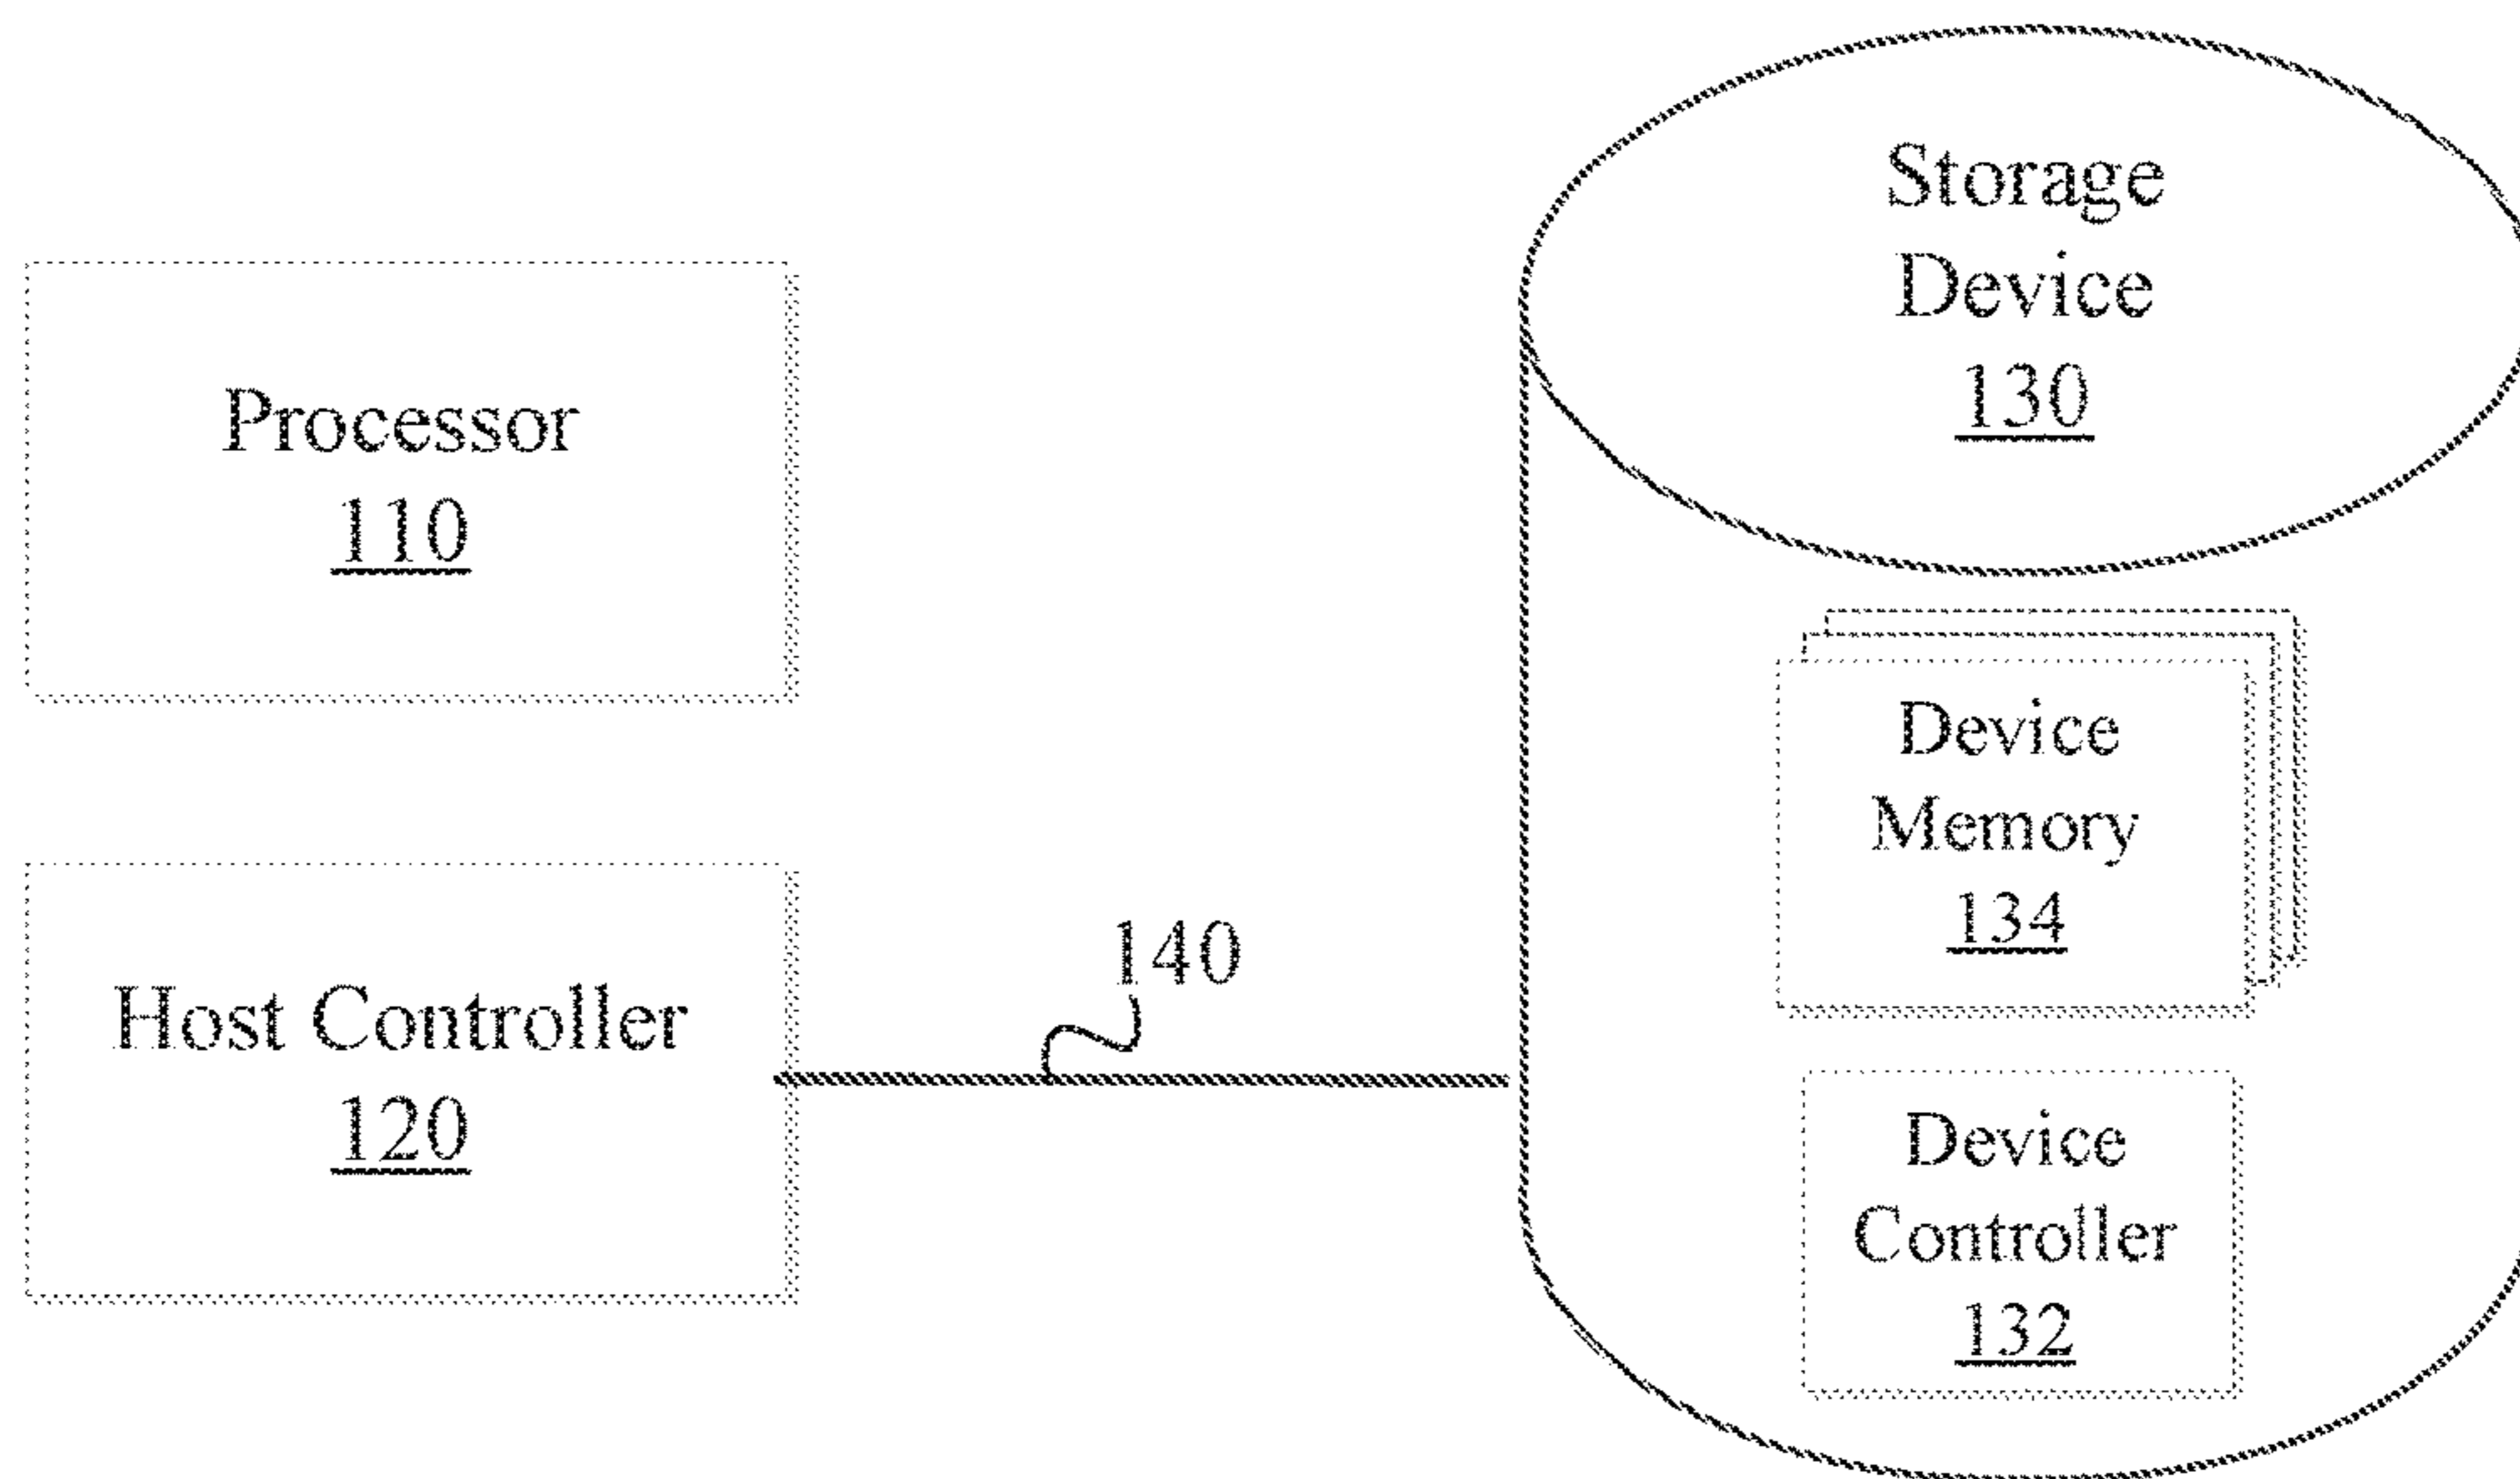 Storage
Device
130
Processor
110
Device
Memory
134
140
Host Controller
120
Device
Controller
132